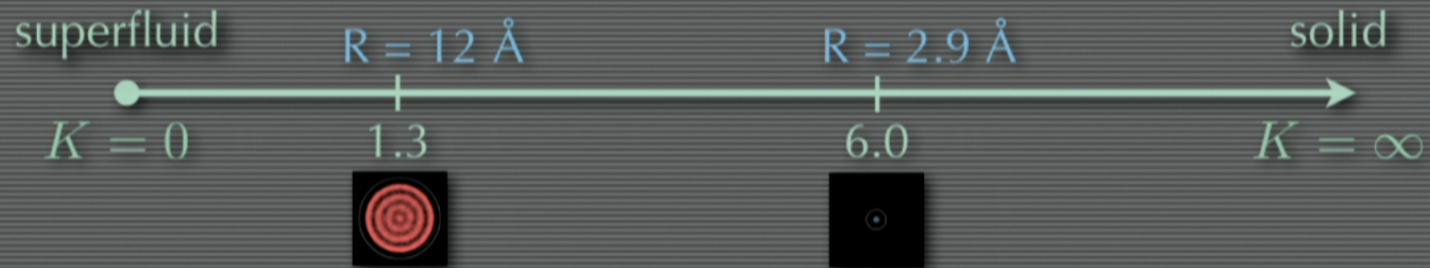 superfluid R = 12 Å R = 2.9 Å solid
K = 0 1.3 6.0 K = ∞